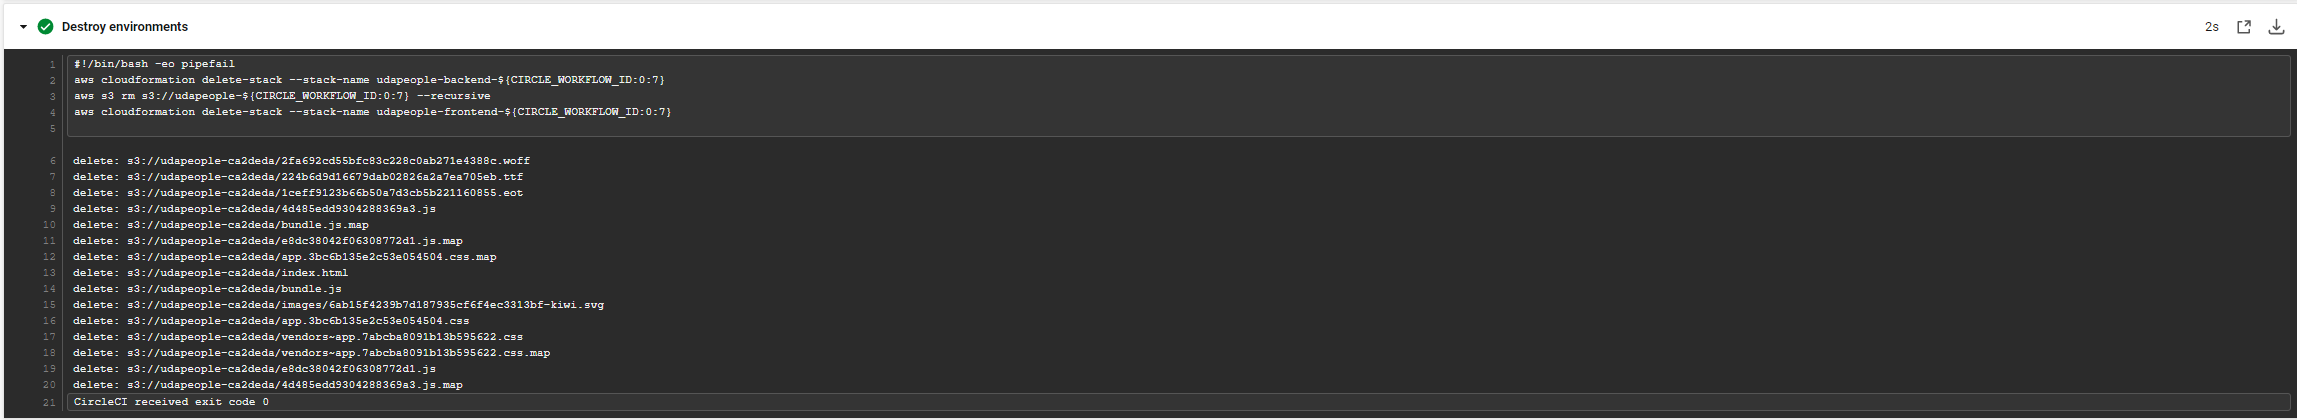 Destroy environments 2s
1 #!/bin/bash -eo pipefail
2 aws cloudformation delete-stack --stack-name udapeople-backend-${CIRCLE_WORKFLOW_ID:0:7}
3 aws s3 rm s3://udapeople-${CIRCLE_WORKFLOW_ID:0:7} --recursive
4 aws cloudformation delete-stack --stack-name udapeople-frontend-${CIRCLE_WORKFLOW_ID:0:7}
5
6 delete: s3://udapeople-ca2deda/2fa692cd55bfc83c228c0ab271e4388c.woff
7 delete: s3://udapeople-ca2deda/224b6d9d16679dab02826a2a7ea705eb.ttf
8 delete: s3://udapeople-ca2deda/1ceff9123b66b50a7d3cb5b221160855.eot
9 delete: s3://udapeople-ca2deda/4d485edd9304288369a3.js
10 delete: s3://udapeople-ca2deda/bundle.js.map
11 delete: s3://udapeople-ca2deda/e8dc38042f06308772d1.js.map
12 delete: s3://udapeople-ca2deda/app.3bc6b135e2c53e054504.css.map
13 delete: s3://udapeople-ca2deda/index.html
14 delete: s3://udapeople-ca2deda/bundle.js
15 delete: s3://udapeople-ca2deda/images/6ab15f4239b7d187935cf6f4ec3313bf-kiwi.svg
16 delete: s3://udapeople-ca2deda/app.3bc6b135e2c53e054504.css
17 delete: s3://udapeople-ca2deda/vendors~app.7abcba8091b13b595622.css
18 delete: s3://udapeople-ca2deda/vendors~app.7abcba8091b13b595622.css.map
19 delete: s3://udapeople-ca2deda/e8dc38042f06308772d1.js
20 delete: s3://udapeople-ca2deda/4d485edd9304288369a3.js.map
21 CircleCI received exit code 0